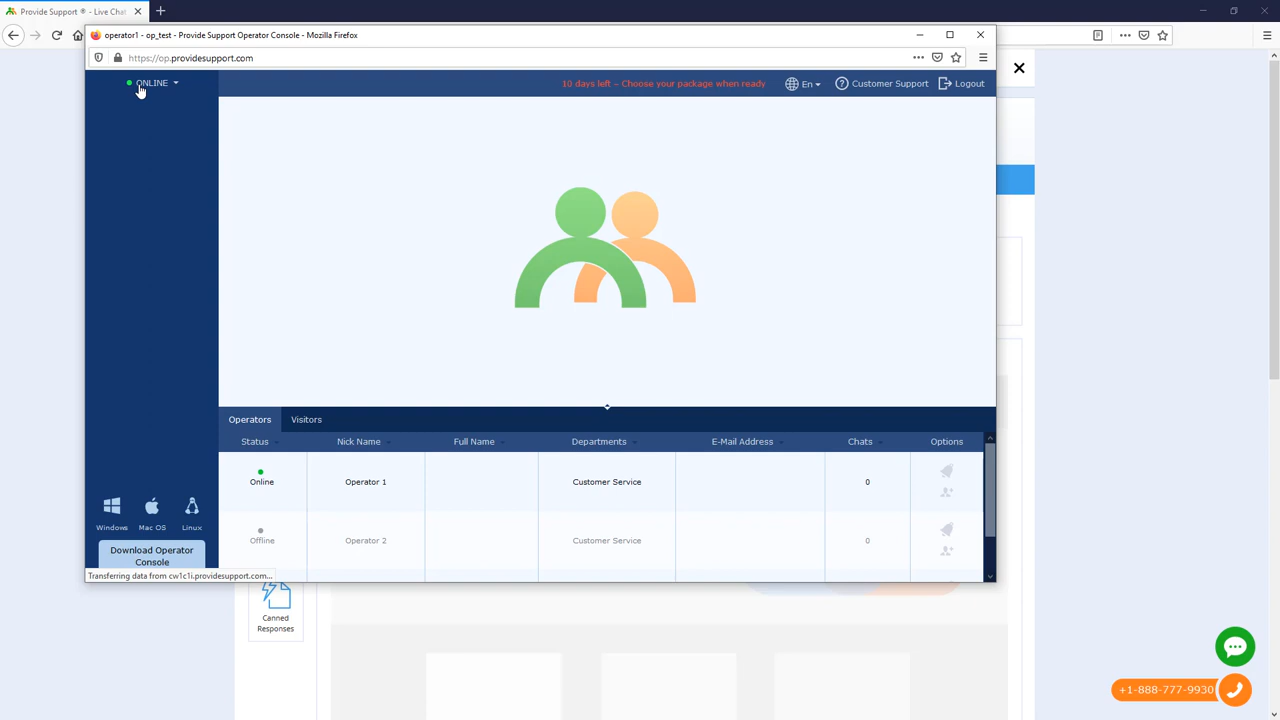 Provide Support ® - Live Chat
operator1 - op_test - Provide Support Operator Console - Mozilla Firefox
https://op.providesupport.com
ONLINE
10 days left – Choose your package when ready
En
Customer Support
Logout
Operators
Visitors
Status
Nick Name
Full Name
Departments
E-Mail Address
Chats
Options
Online
Operator 1
Customer Service
0
Offline
Operator 2
Customer Service
0
Windows
Mac OS
Linux
Download Operator
Console
Transferring data from cw1c1i.providesupport.com...
Canned
Responses
+1-888-777-9930